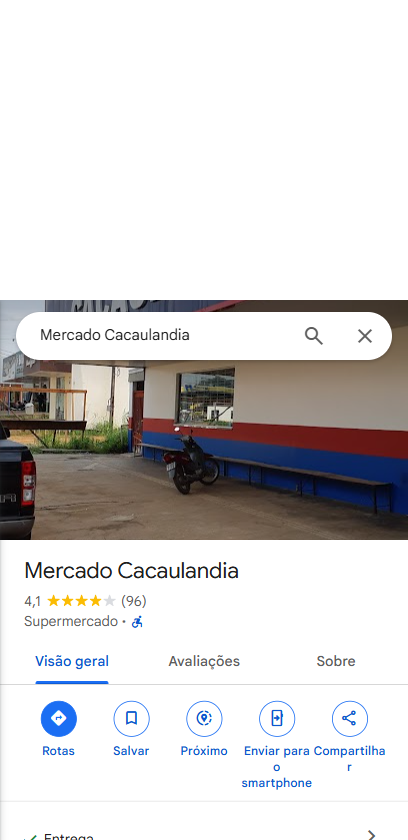 Mercado Cacaulandia
Mercado Cacaulandia
4,1 (96)
Supermercado ·
Visão geral Avaliações Sobre
Rotas Salvar Próximo Enviar para o smartphone Compartilhar
Entrega